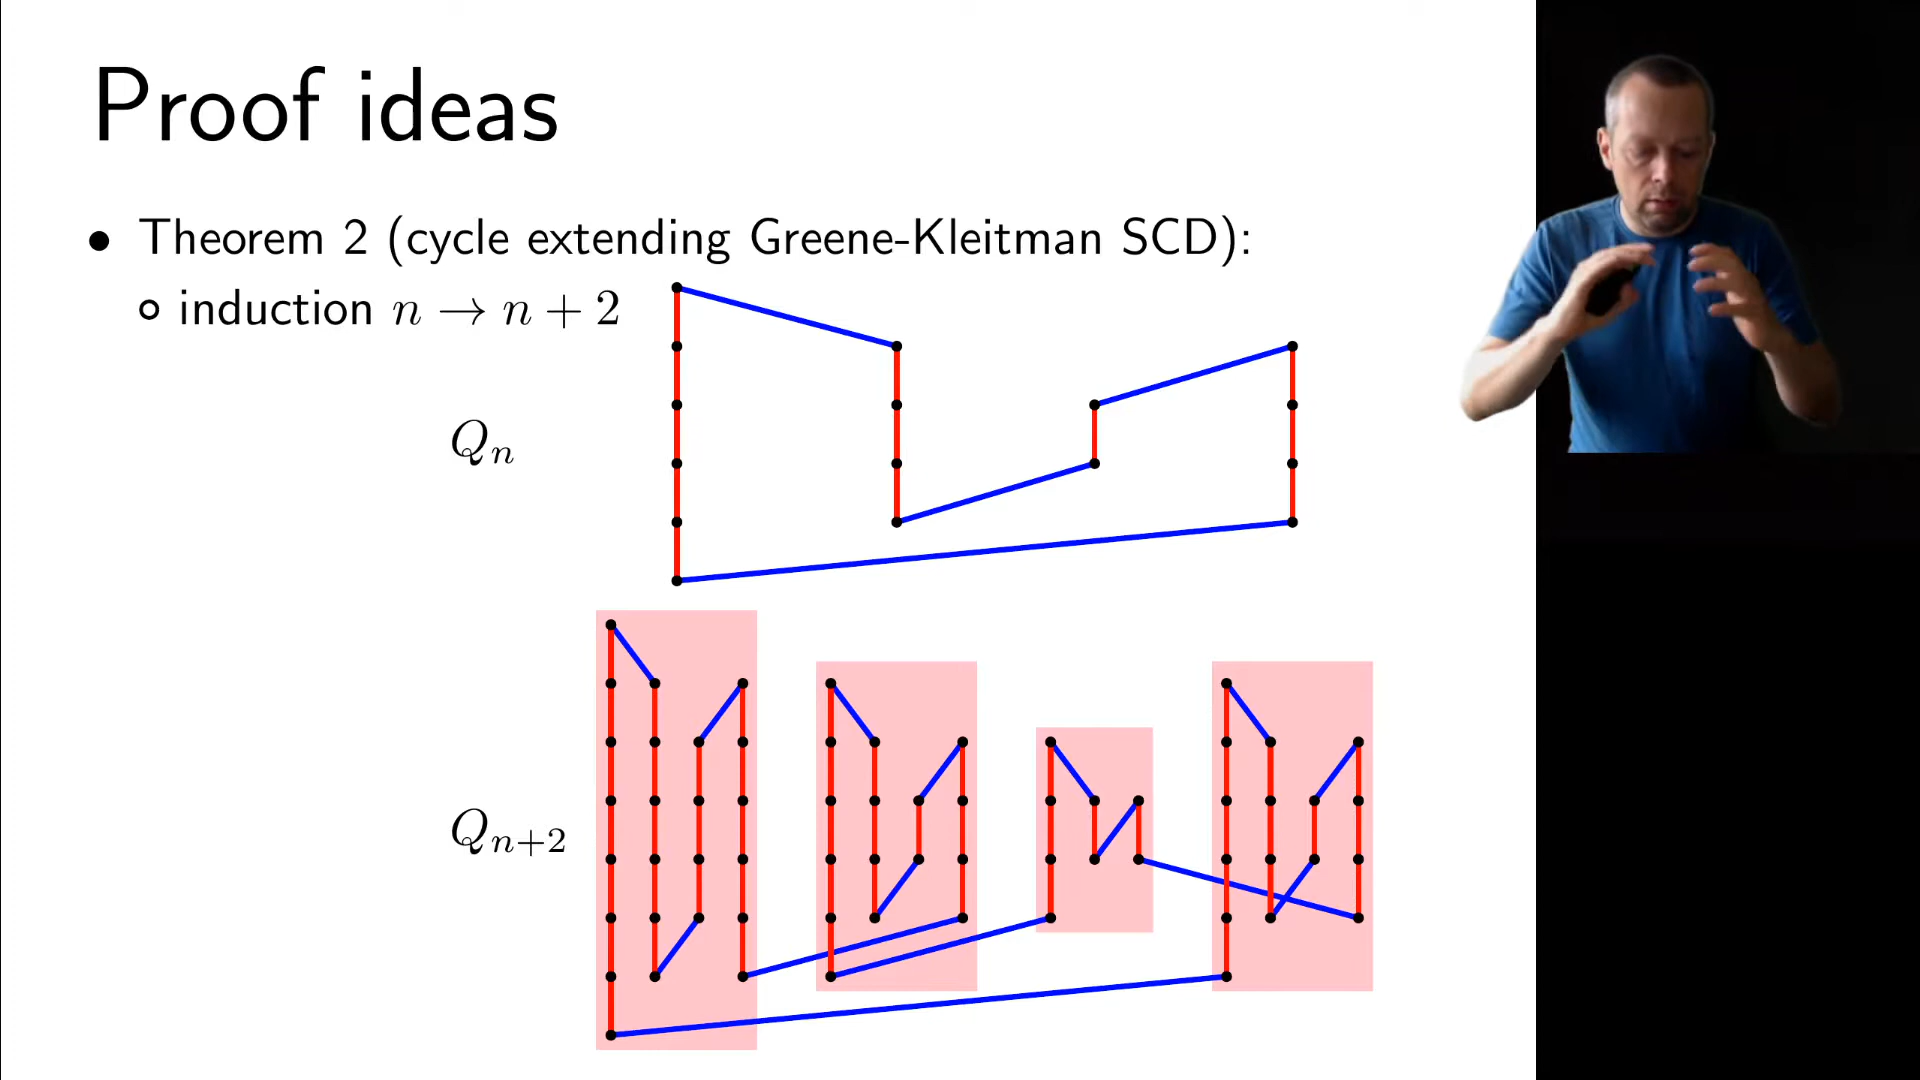 Proof ideas
• Theorem 2 (cycle extending Greene-Kleitman SCD):
∘ induction n → n + 2
Qₙ
Qₙ₊₂